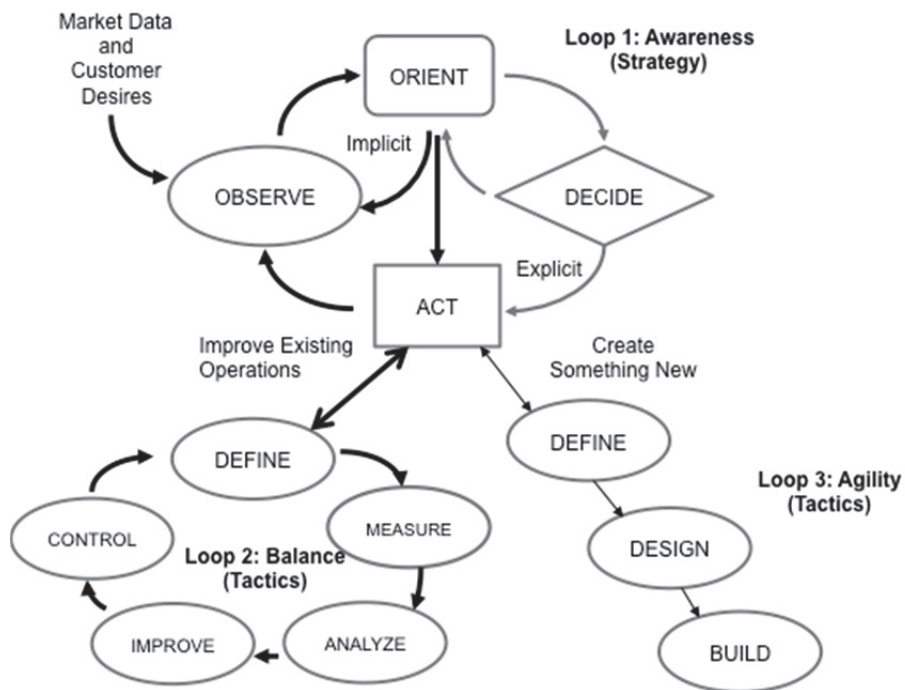 Market Data
and
Customer
Desires
ORIENT
Loop 1: Awareness
(Strategy)
Implicit
OBSERVE
DECIDE
Explicit
ACT
Improve Existing
Operations
Create
Something New
DEFINE
DEFINE
Loop 3: Agility
(Tactics)
CONTROL
MEASURE
Loop 2: Balance
(Tactics)
DESIGN
IMPROVE
ANALYZE
BUILD